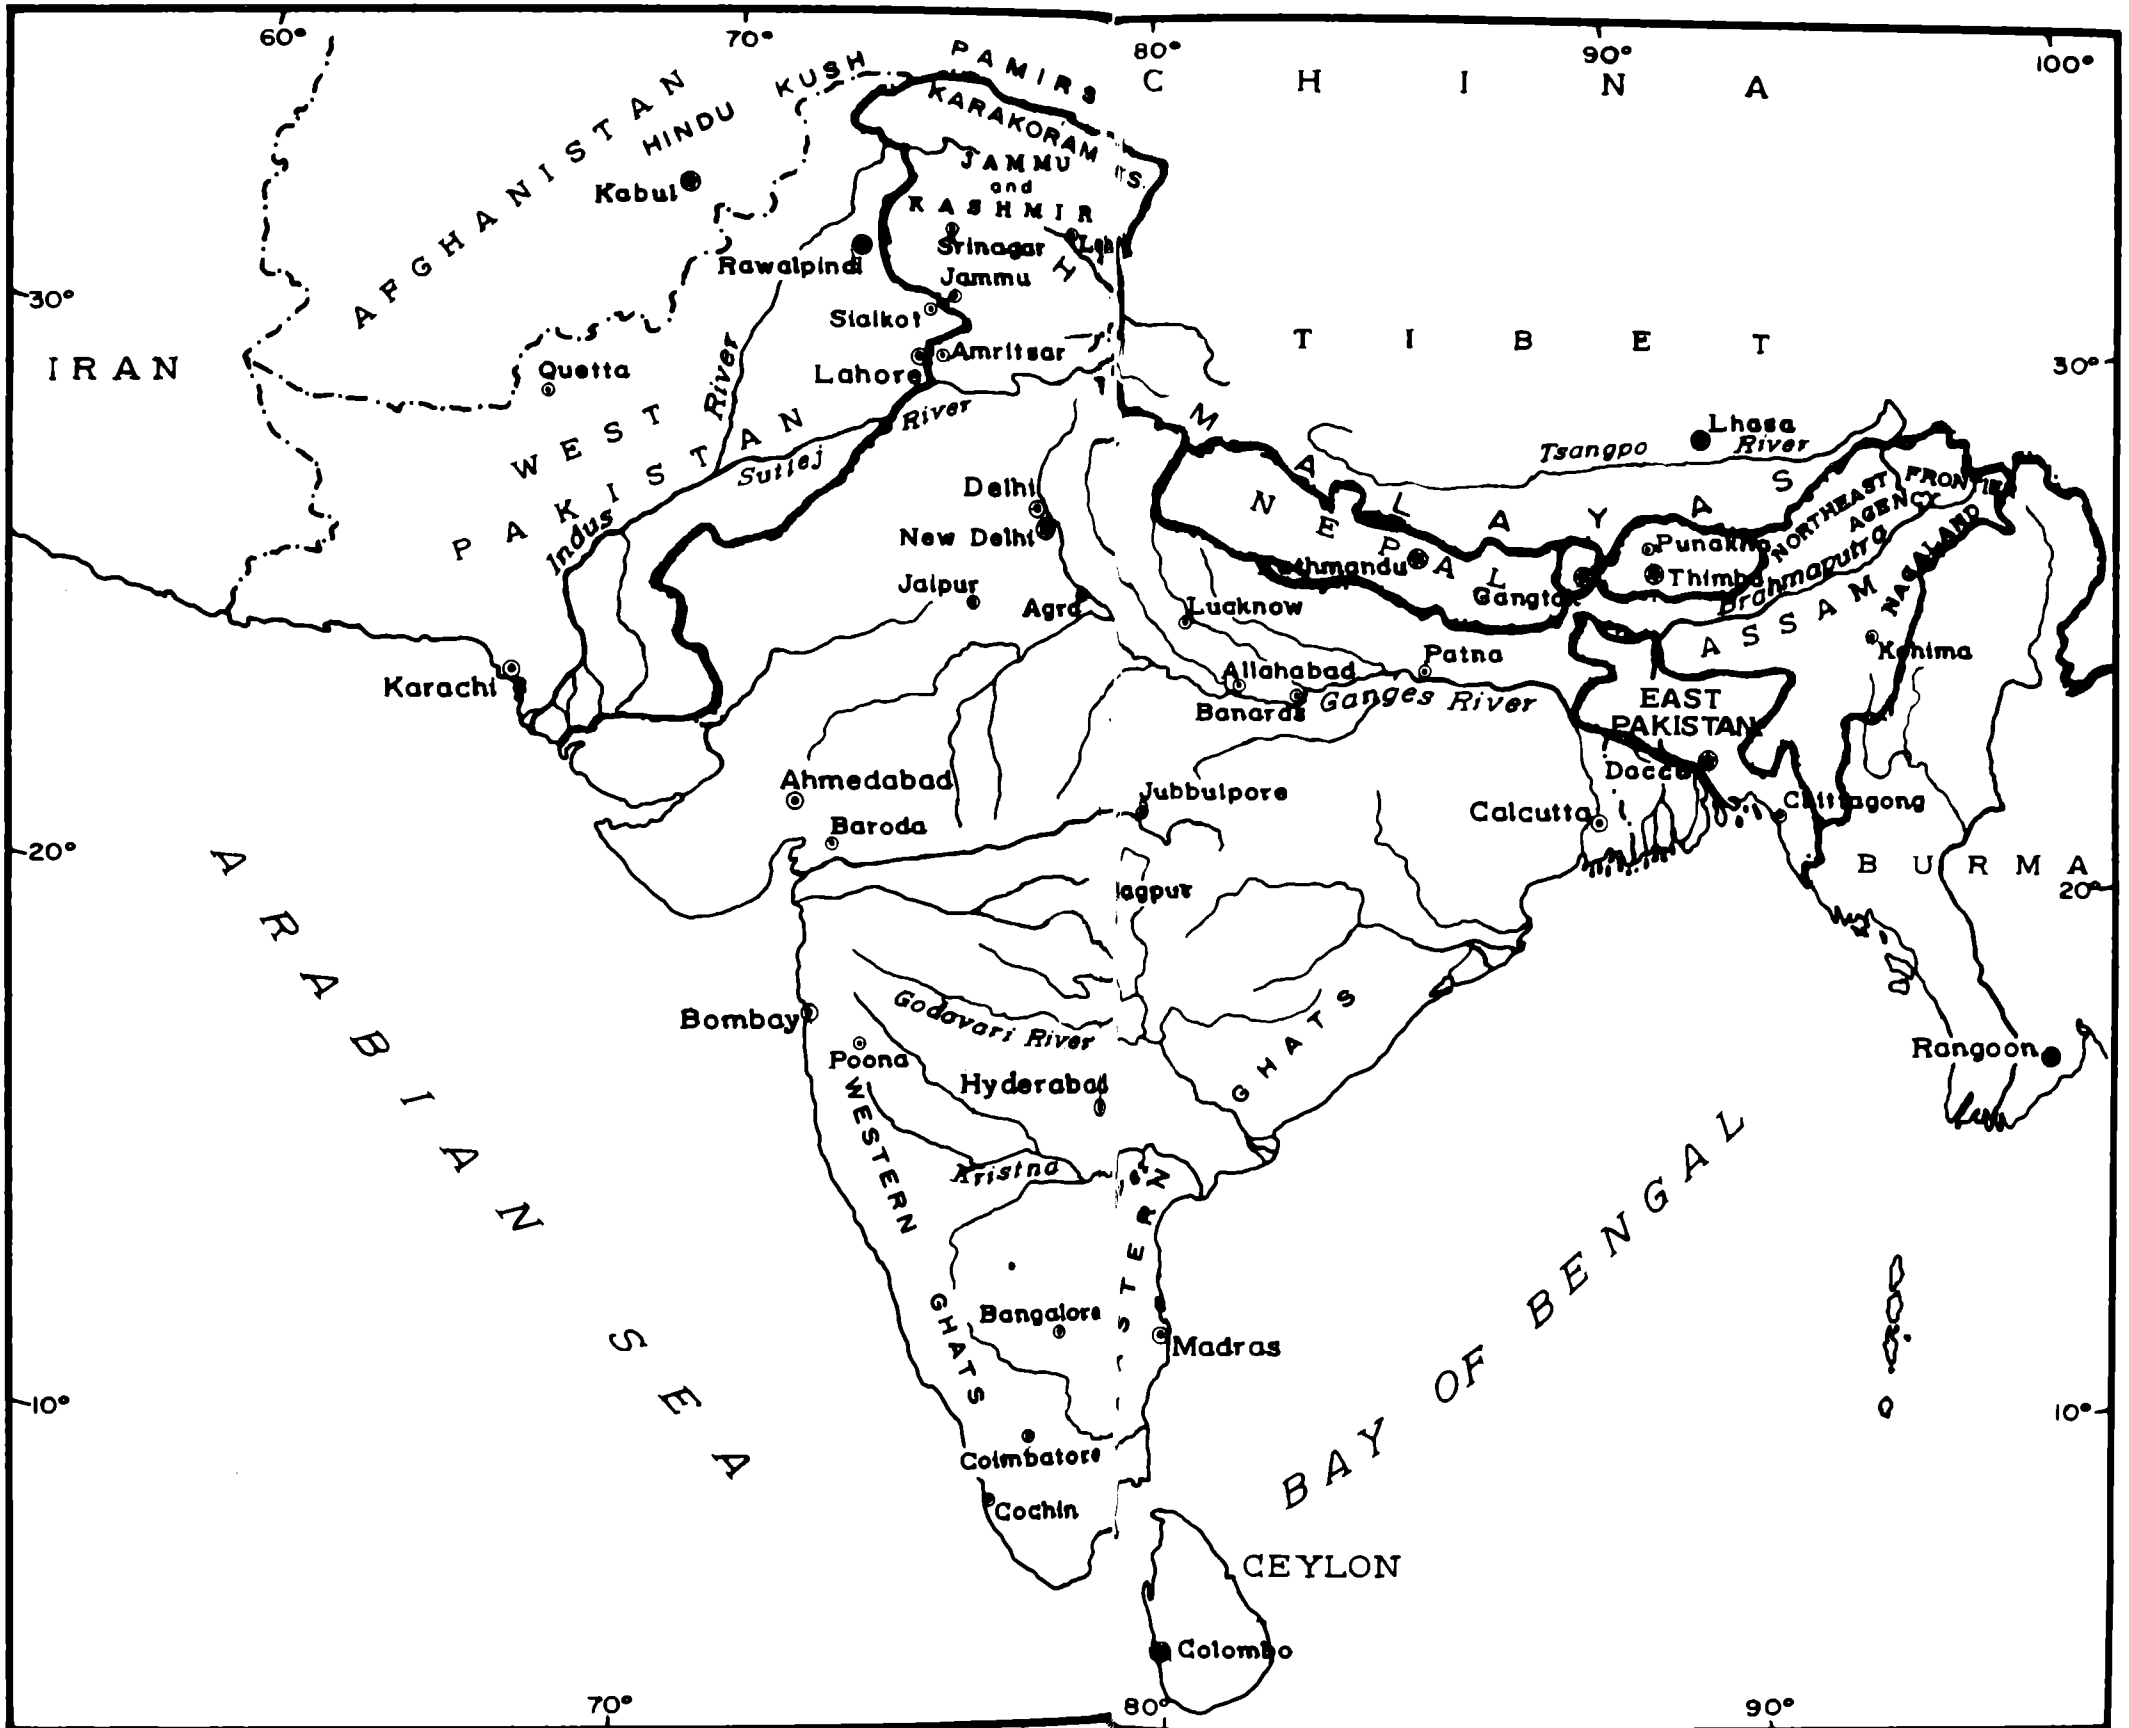 60°
70°
80°
90°
100°
PAMIRS
CHINA
HINDU KUSH
KARAKORAM
AFGHANISTAN
JAMMU
and
KASHMIR
Kabul
Srinagar
Leh
Rawalpindi
Jammu
30°
Sialkot
TIBET
Amritsar
IRAN
Quetta
Lahore
30°
River
River
WEST
PAKISTAN
Sutlej
Indus
HIMALAYAS
Lhasa
Tsangpo
River
Delhi
New Delhi
NEPAL
NORTHEAST FRONTIER
AGENCY
NAGALAND
Punakha
Kathmandu
Thimbu
Brahmaputra
Jaipur
Agra
Lucknow
Gangtok
ASSAM
Kohima
Patna
Karachi
Allahabad
Banaras
Ganges River
EAST
PAKISTAN
Dacca
Ahmedabad
Jubbulpore
Calcutta
Chittagong
Baroda
20°
BURMA
20°
agpur
ARABIAN SEA
Bombay
Godavari River
Poona
Hyderabad
GHATS
Rangoon
WESTERN
GHATS
Kristna
STERN
BAY OF BENGAL
Bangalore
Madras
10°
10°
Coimbatore
Cochin
CEYLON
Colombo
70°
80°
90°